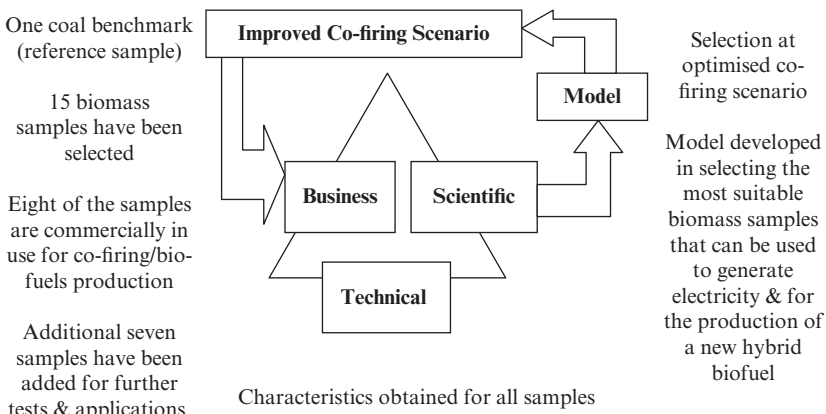 One coal benchmark
(reference sample)
15 biomass
samples have been
selected
Eight of the samples
are commercially in
use for co-firing/bio-
fuels production
Additional seven
samples have been
added for further
tests & applications
Improved Co-firing Scenario
Model
Business
Scientific
Technical
Characteristics obtained for all samples
Selection at
optimised co-
firing scenario
Model developed
in selecting the
most suitable
biomass samples
that can be used
to generate
electricity & for
the production of
a new hybrid
biofuel